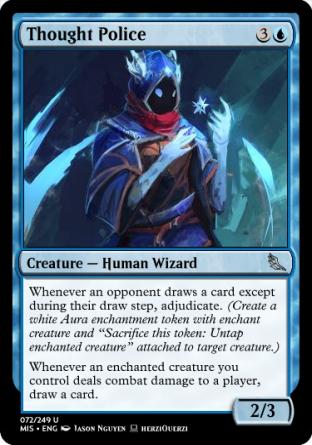 Thought Police 3
Creature — Human Wizard
Whenever an opponent draws a card except
during their draw step, adjudicate. (Create a
white Aura enchantment token with enchant
creature and “Sacrifice this token: Untap
enchanted creature” attached to target creature.)
Whenever an enchanted creature you
control deals combat damage to a player,
draw a card.
2/3
072/249 U
MIS • ENG JASON NGUYEN HERZIQUERZI